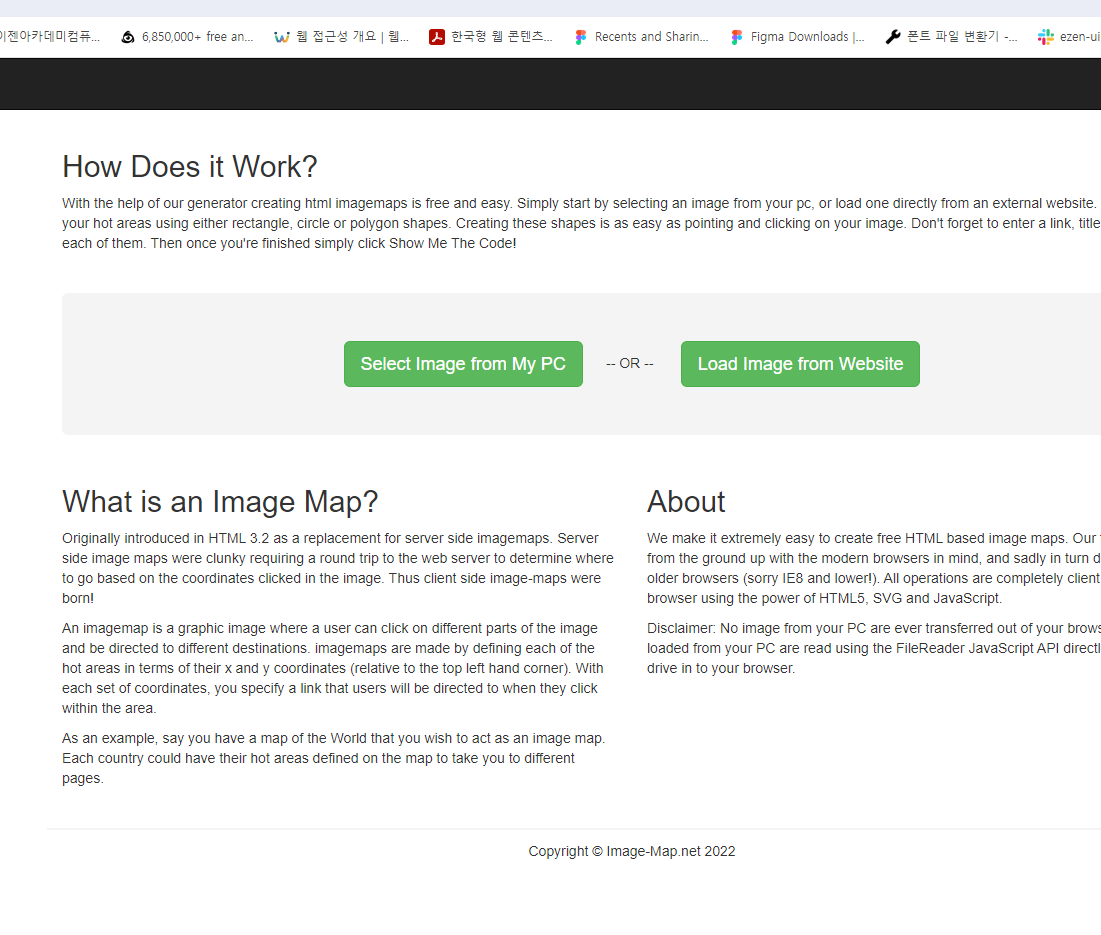 이젠아카데미컴퓨... 6,850,000+ free an... 웹 접근성 개요 | 웹... 한국형 웹 콘텐츠... Recents and Sharin... Figma Downloads |... 폰트 파일 변환기 -... ezen-ui
How Does it Work?
With the help of our generator creating html imagemaps is free and easy. Simply start by selecting an image from your pc, or load one directly from an external website.
your hot areas using either rectangle, circle or polygon shapes. Creating these shapes is as easy as pointing and clicking on your image. Don't forget to enter a link, title
each of them. Then once you're finished simply click Show Me The Code!
Select Image from My PC -- OR -- Load Image from Website
What is an Image Map?
Originally introduced in HTML 3.2 as a replacement for server side imagemaps. Server
side image maps were clunky requiring a round trip to the web server to determine where
to go based on the coordinates clicked in the image. Thus client side image-maps were
born!
An imagemap is a graphic image where a user can click on different parts of the image
and be directed to different destinations. imagemaps are made by defining each of the
hot areas in terms of their x and y coordinates (relative to the top left hand corner). With
each set of coordinates, you specify a link that users will be directed to when they click
within the area.
As an example, say you have a map of the World that you wish to act as an image map.
Each country could have their hot areas defined on the map to take you to different
pages.
About
We make it extremely easy to create free HTML based image maps. Our
from the ground up with the modern browsers in mind, and sadly in turn d
older browsers (sorry IE8 and lower!). All operations are completely client
browser using the power of HTML5, SVG and JavaScript.
Disclaimer: No image from your PC are ever transferred out of your brows
loaded from your PC are read using the FileReader JavaScript API directl
drive in to your browser.
Copyright © Image-Map.net 2022